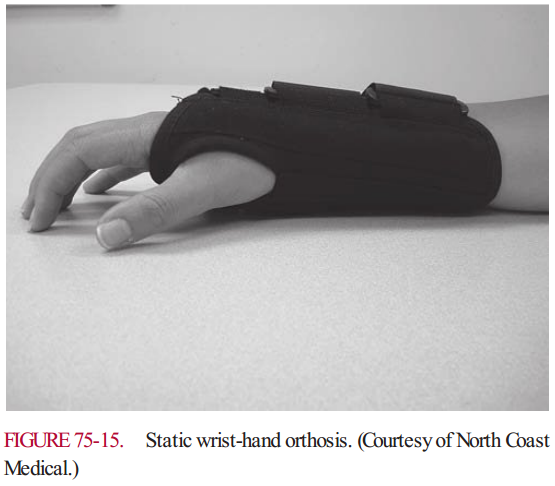 FIGURE 75-15. Static wrist-hand orthosis. (Courtesy of North Coast
Medical.)